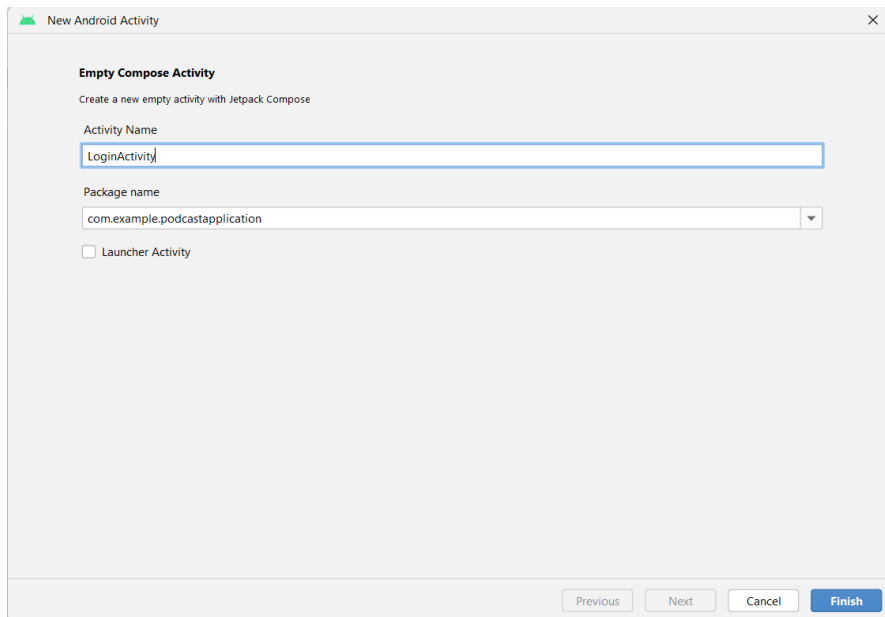 New Android Activity
Empty Compose Activity
Create a new empty activity with Jetpack Compose
Activity Name
LoginActivity
Package name
com.example.podcastapplication
Launcher Activity
Previous Next Cancel Finish